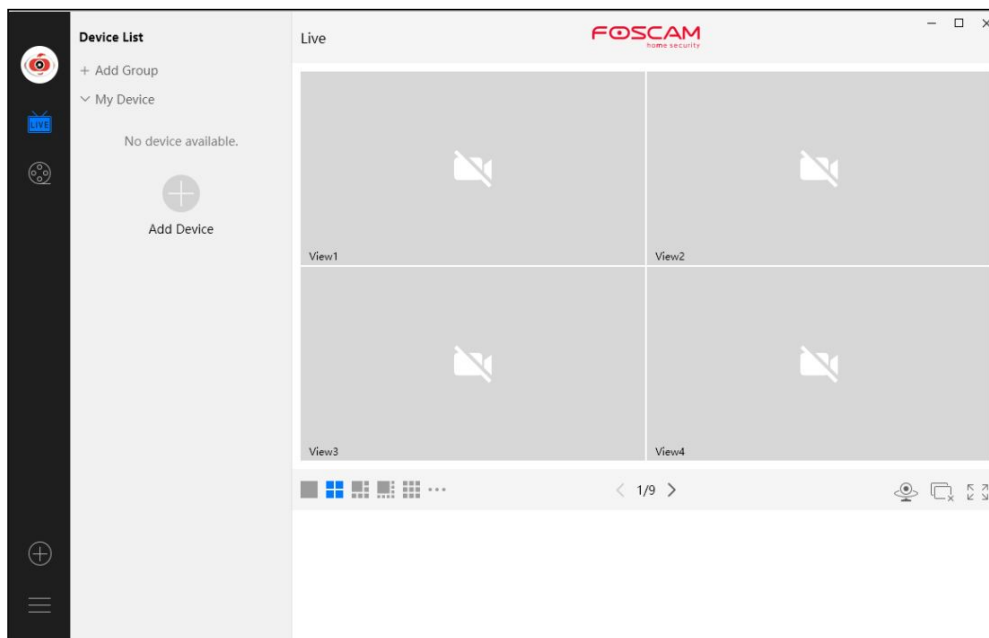 Device List
+ Add Group
My Device
No device available.
Add Device
LIVE
Live
FOSCAM
home security
View1
View2
View3
View4
1/9